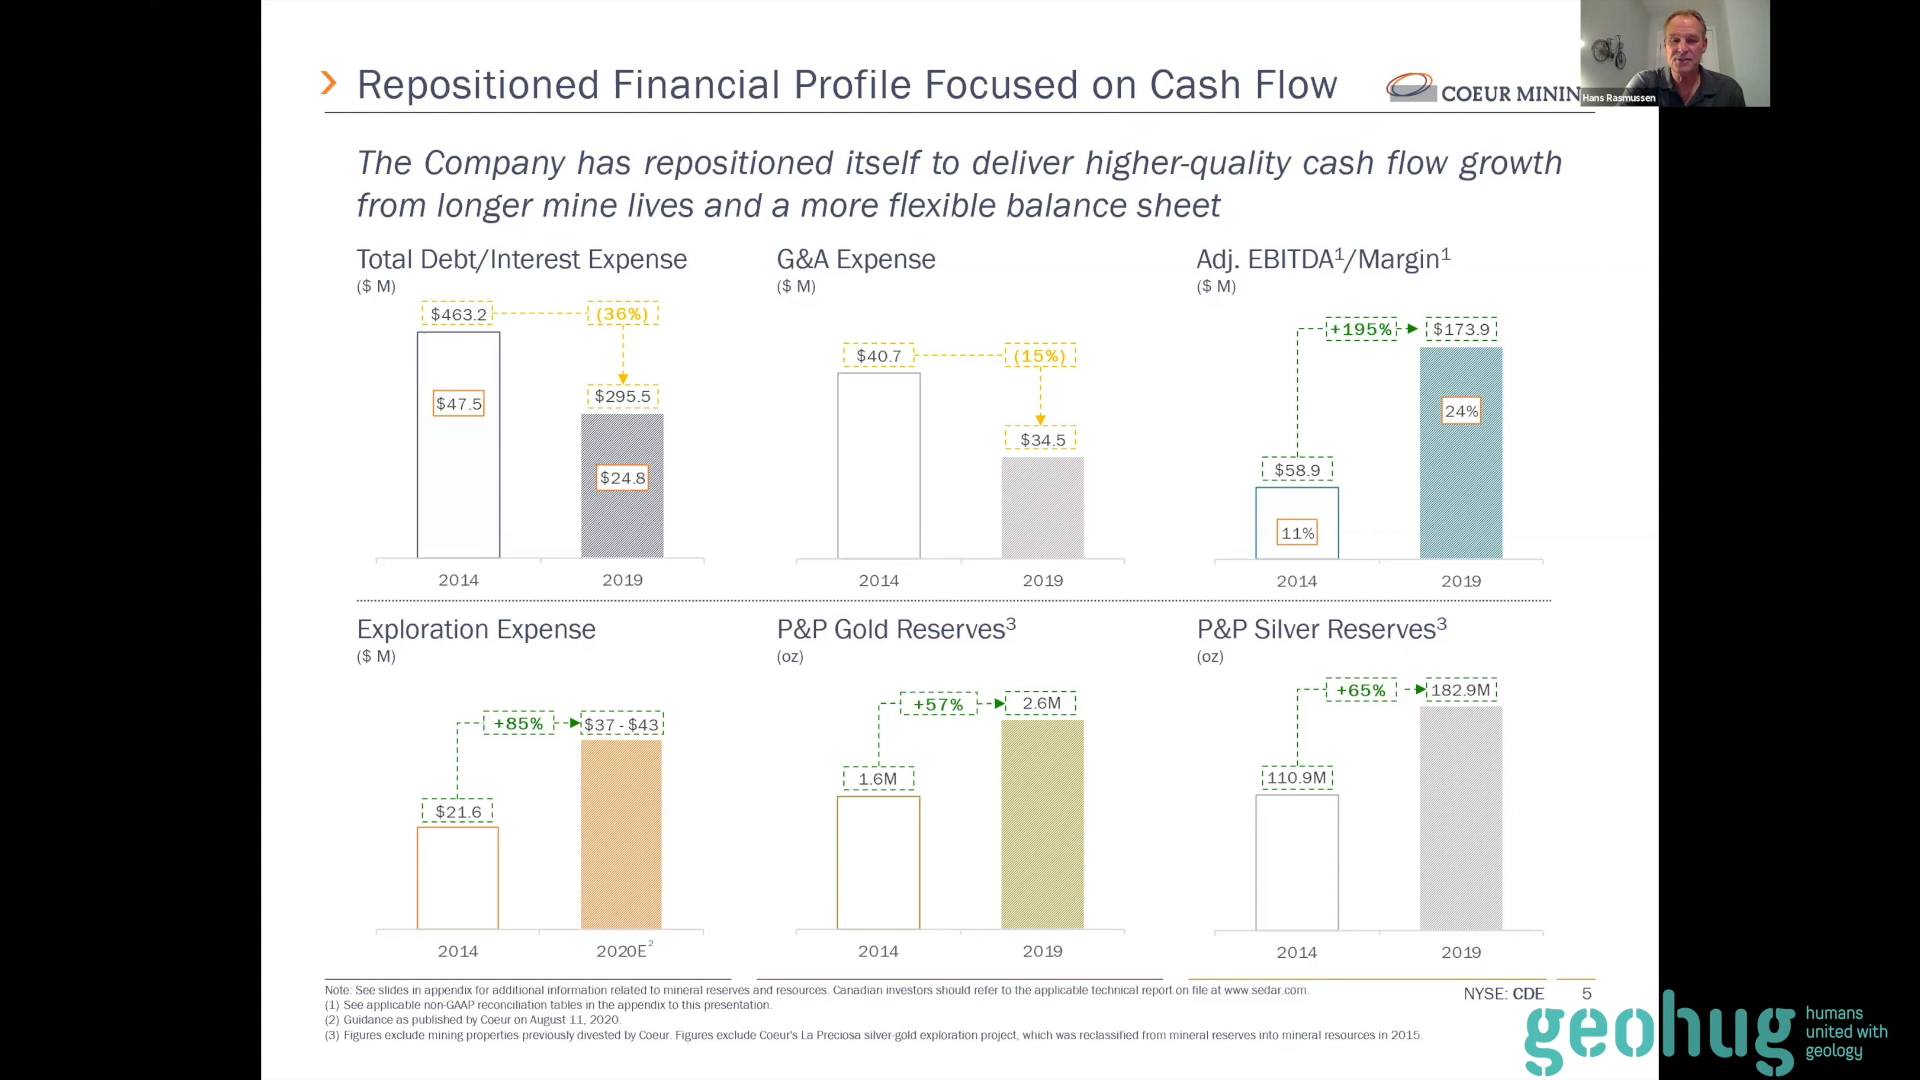 Repositioned Financial Profile Focused on Cash Flow
COEUR MININ
Hans Rasmussen
The Company has repositioned itself to deliver higher-quality cash flow growth
from longer mine lives and a more flexible balance sheet
Total Debt/Interest Expense
($ M)
$463.2
(36%)
$47.5
$295.5
$24.8
2014
2019
G&A Expense
($ M)
$40.7
(15%)
$34.5
2014
2019
Adj. EBITDA¹/Margin¹
($ M)
+195%
$173.9
24%
$58.9
11%
2014
2019
Exploration Expense
($ M)
+85%
$37 - $43
$21.6
2014
2020E²
P&P Gold Reserves³
(oz)
+57%
2.6M
1.6M
2014
2019
P&P Silver Reserves³
(oz)
+65%
182.9M
110.9M
2014
2019
Note: See slides in appendix for additional information related to mineral reserves and resources. Canadian investors should refer to the applicable technical report on file at www.sedar.com.
(1) See applicable non-GAAP reconciliation tables in the appendix to this presentation.
(2) Guidance as published by Coeur on August 11, 2020.
(3) Figures exclude mining properties previously divested by Coeur. Figures exclude Coeur's La Preciosa silver-gold exploration project, which was reclassified from mineral reserves into mineral resources in 2015.
NYSE: CDE 5
geohug
humans
united with
geology